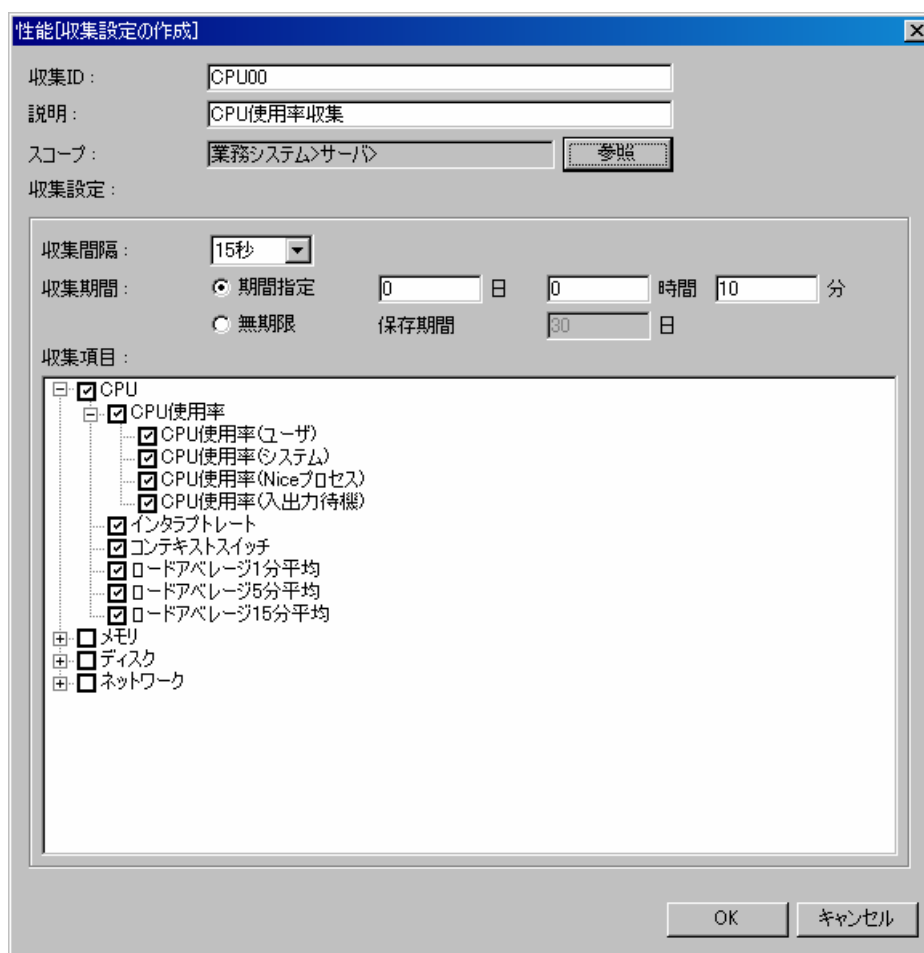 性能[収集設定の作成]
収集ID： CPU00
説明： CPU使用率収集
スコープ： 業務システム>サーバ> 参照
収集設定：
収集間隔： 15秒
収集期間： 期間指定 0 日 0 時間 10 分
無期限 保存期間 30 日
収集項目：
CPU
CPU使用率
CPU使用率(ユーザ)
CPU使用率(システム)
CPU使用率(Niceプロセス)
CPU使用率(入出力待機)
インタラプトレート
コンテキストスイッチ
ロードアベレージ1分平均
ロードアベレージ5分平均
ロードアベレージ15分平均
メモリ
ディスク
ネットワーク
OK キャンセル